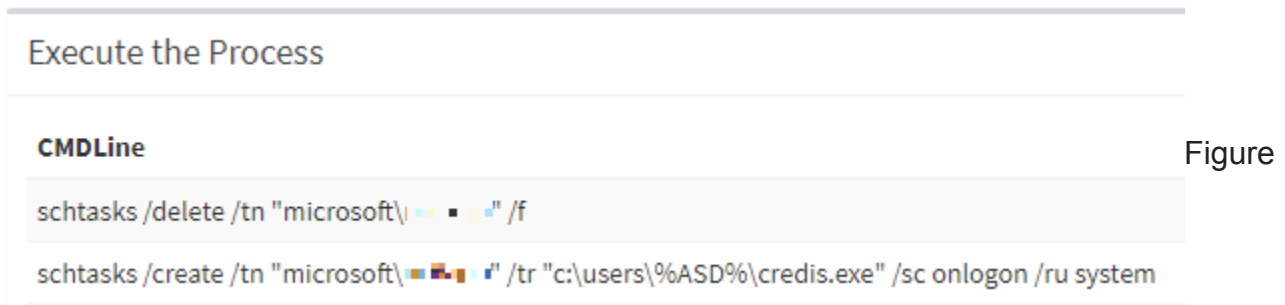 Execute the Process
CMDLine
Figure
schtasks /delete /tn "microsoft\" /f
schtasks /create /tn "microsoft\" /tr "c:\users\%ASD%\credis.exe" /sc onlogon /ru system